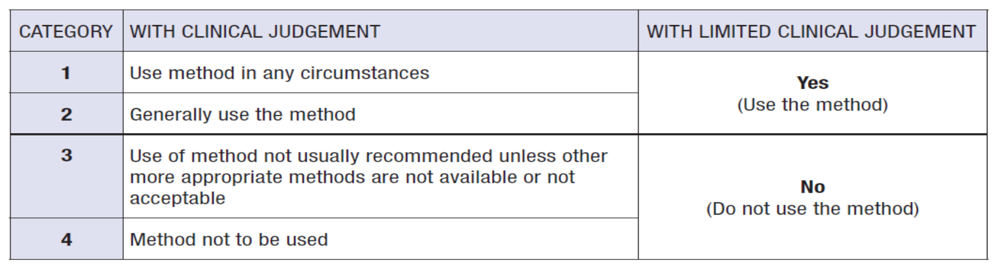 CATEGORY WITH CLINICAL JUDGEMENT WITH LIMITED CLINICAL JUDGEMENT
1 Use method in any circumstances
Yes
(Use the method)
2 Generally use the method
3 Use of method not usually recommended unless other
more appropriate methods are not available or not
acceptable
No
(Do not use the method)
4 Method not to be used